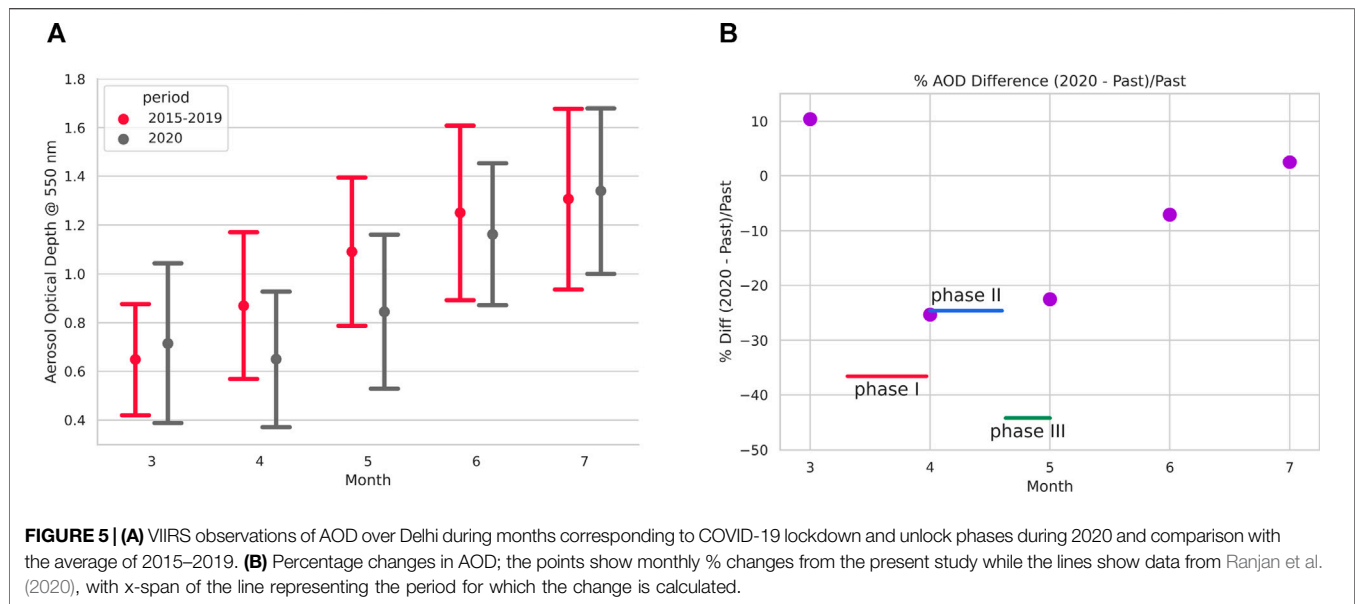 A
B
1.8
1.6
1.4
1.2
1.0
0.8
0.6
0.4
Aerosol Optical Depth @ 550 nm
period
2015-2019
2020
3 4 5 6 7
Month
% AOD Difference (2020 - Past)/Past
10
0
−10
−20
−30
−40
−50
% Diff (2020 - Past)/Past
phase II
phase I
phase III
3 4 5 6 7
Month
FIGURE 5 | (A) VIIRS observations of AOD over Delhi during months corresponding to COVID-19 lockdown and unlock phases during 2020 and comparison with
the average of 2015–2019. (B) Percentage changes in AOD; the points show monthly % changes from the present study while the lines show data from Ranjan et al.
(2020), with x-span of the line representing the period for which the change is calculated.